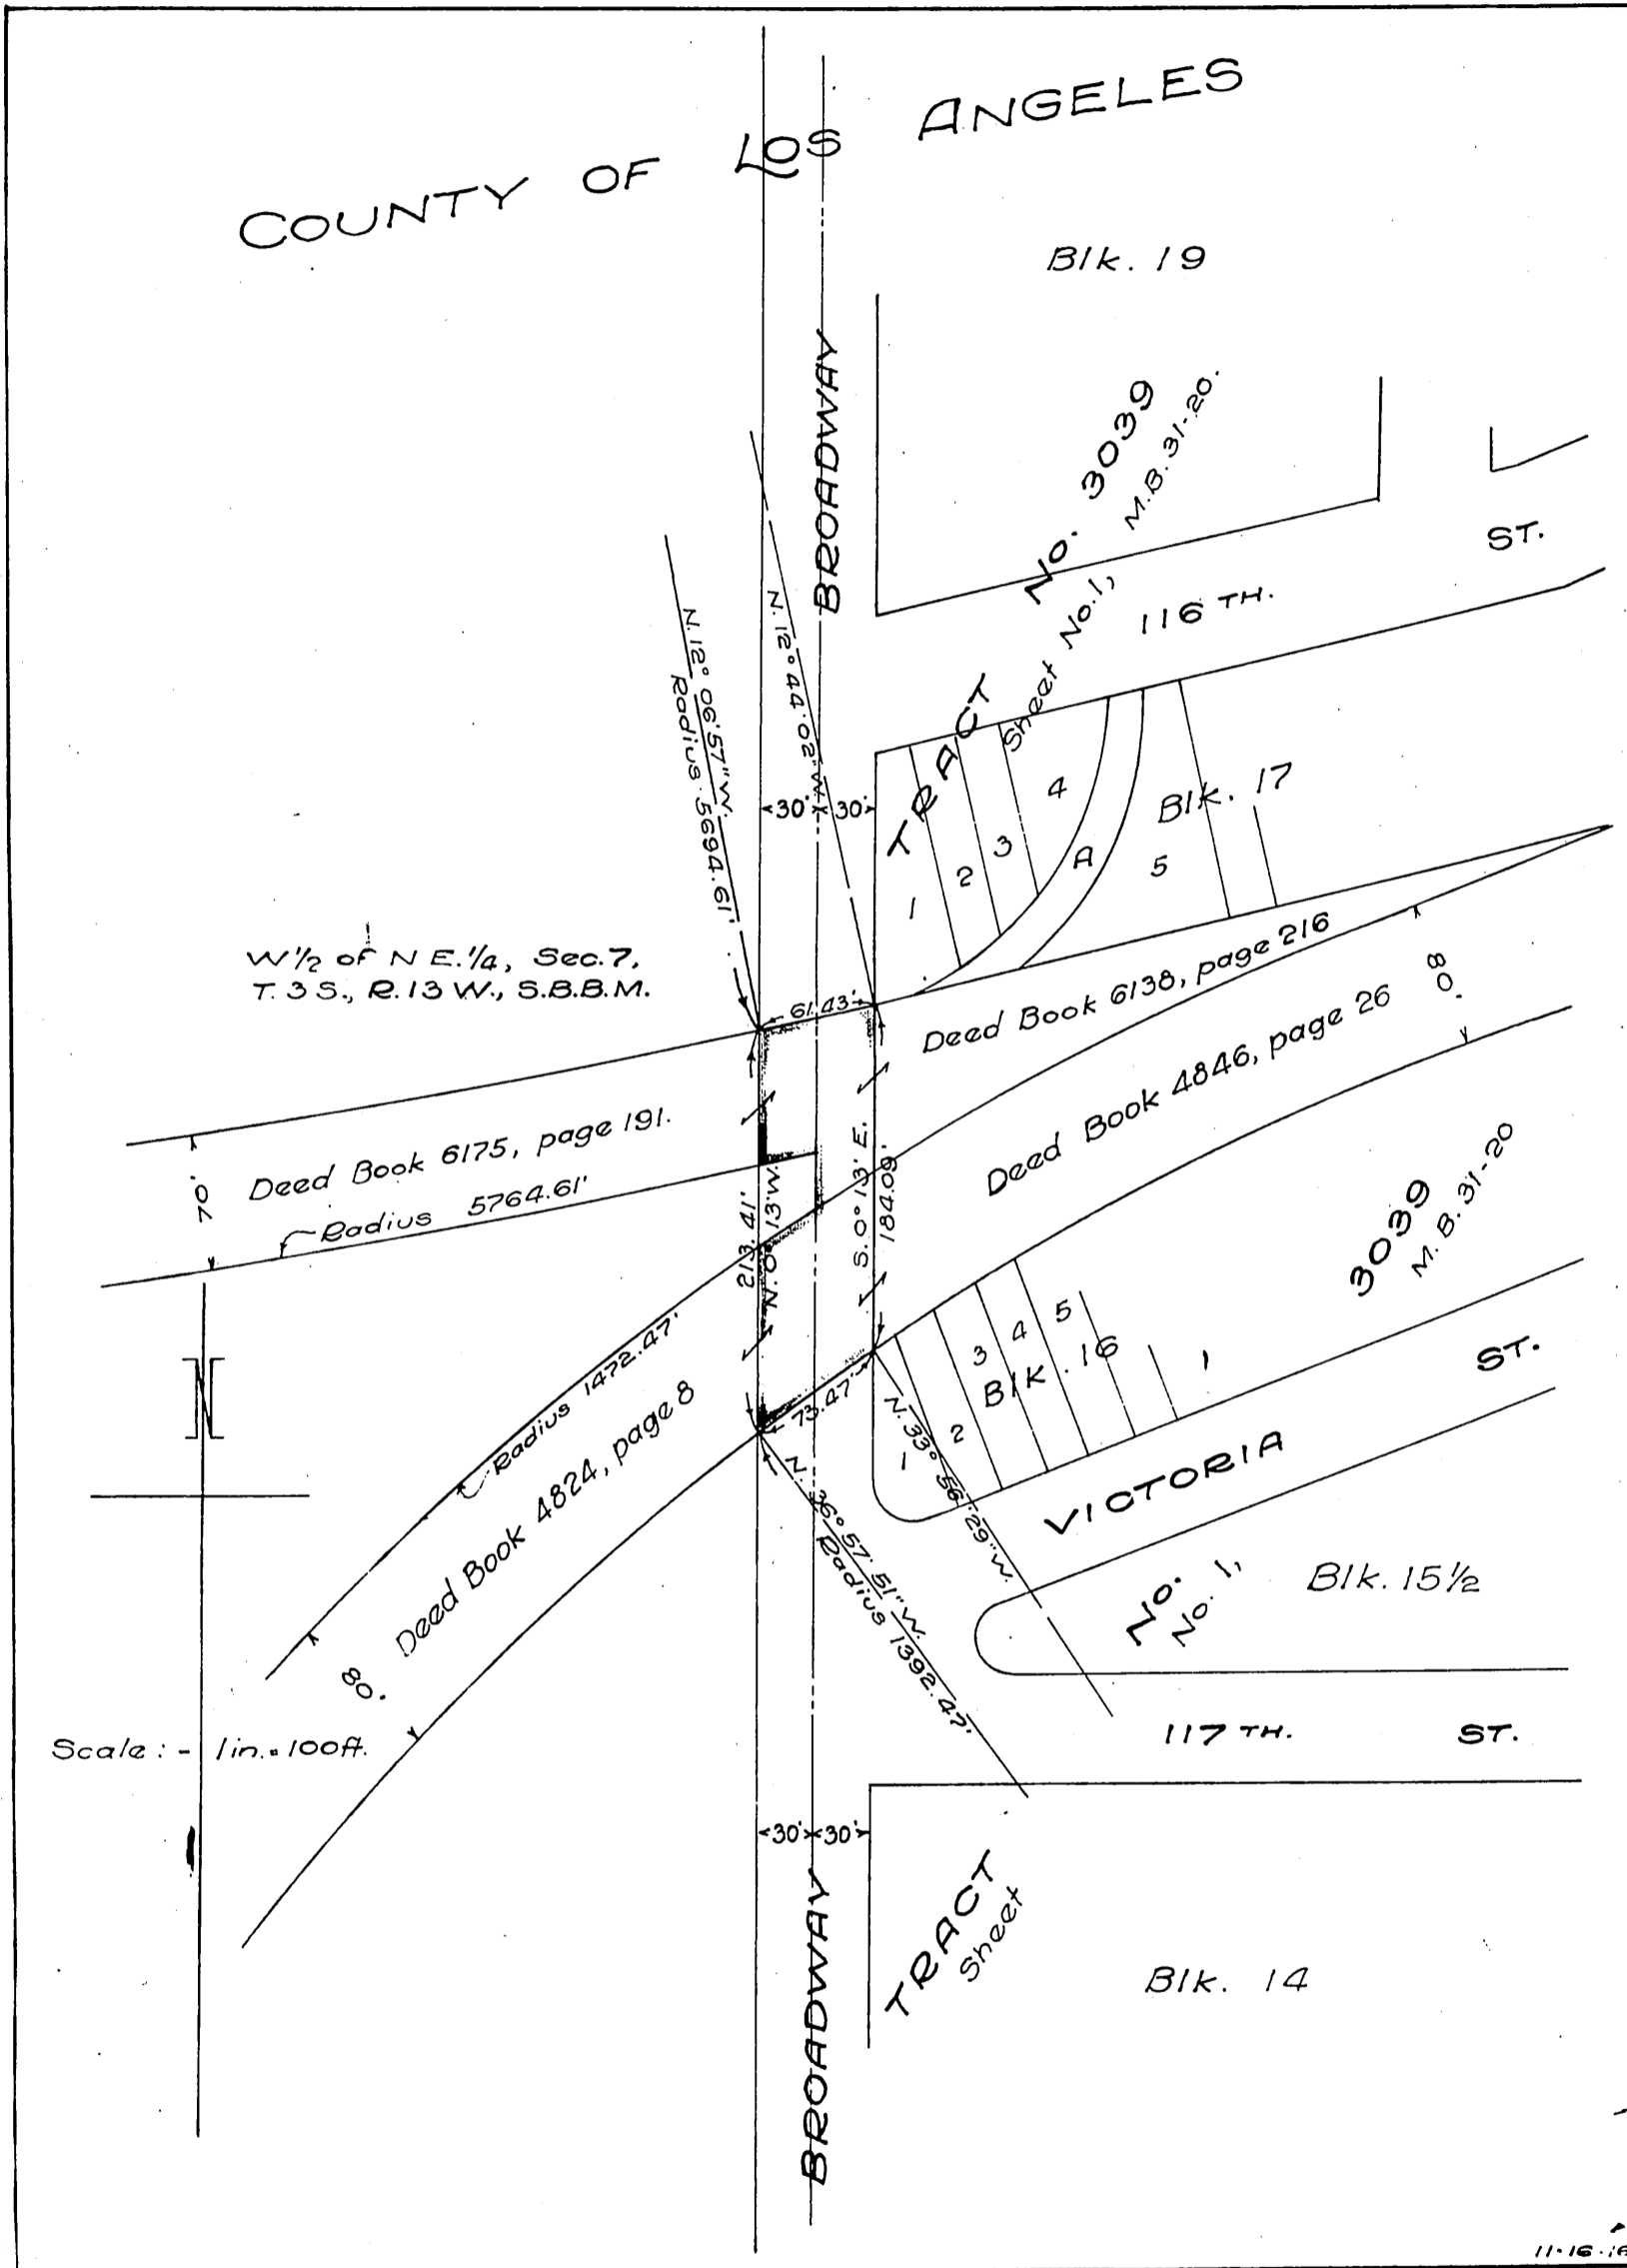 COUNTY OF LOS ANGELES
Blk. 19
BROADWAY
No. 3039
M.B. 31-20.
Sheet No. 1,
TRACT
116 TH. ST.
N. 12° 06' 57" W.
Radius 5694.61'
N. 12° 44' 02" W.
30' 30'
1 2 3 4 A 5
Blk. 17
W 1/2 of N E. 1/4, Sec. 7,
T. 3 S., R. 13 W., S.B.B.M.
61.43'
Deed Book 6138, page 216
Deed Book 4846, page 26
80'
Deed Book 6175, page 191.
70'
Radius 5764.61'
213.41'
N. 0° 13' W.
S. 0° 13' E.
184.09'
3039
M. B. 31-20
N
Radius 1472.47'
Deed Book 4824, page 8
80'
73.47'
1 2 3 4 5 1
Blk. 16
N. 33° 56' 29" W.
VICTORIA ST.
N. 36° 57' 51" W.
Radius 1392.47'
No.
No. 1,
Blk. 15 1/2
Scale: - 1 in. = 100 ft.
117 TH. ST.
30' 30'
BROADWAY
TRACT
Sheet
Blk. 14